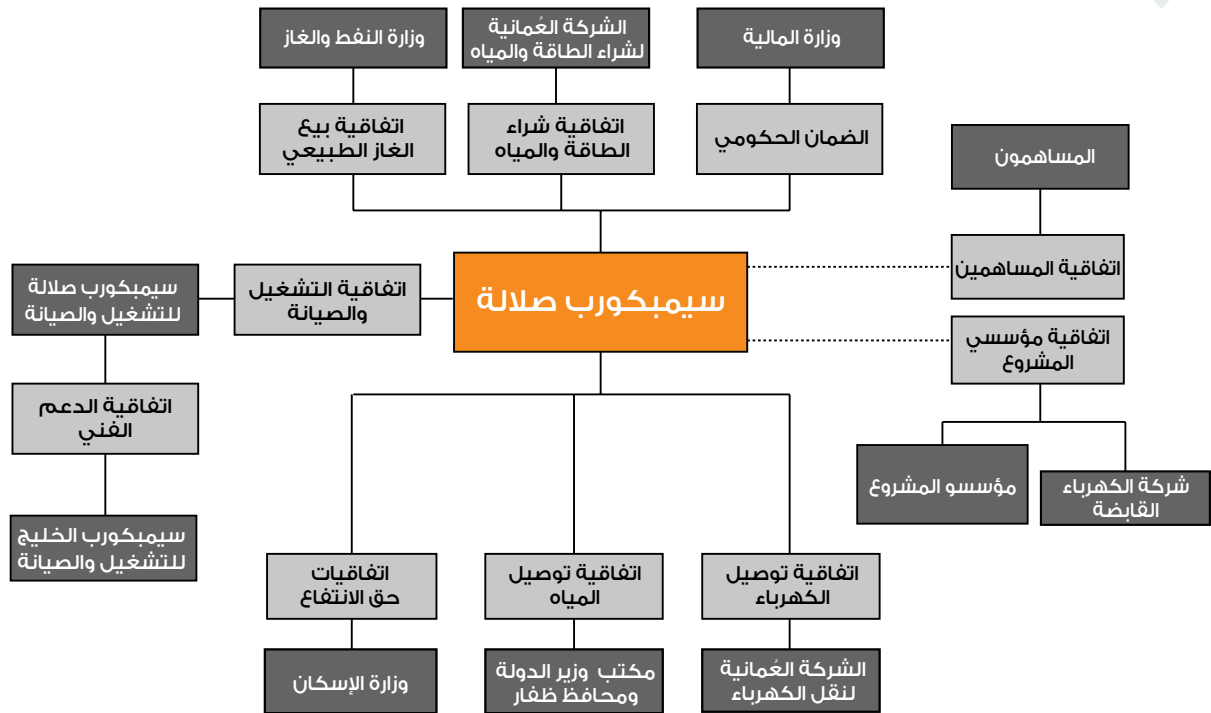 وزارة المالية
الشركة العُمانية
لشراء الطاقة والمياه
وزارة النفط والغاز
الضمان الحكومي
اتفاقية شراء
الطاقة والمياه
اتفاقية بيع
الغاز الطبيعي
المساهمون
اتفاقية المساهمين
سيمبكورب صلالة
اتفاقية التشغيل
والصيانة
سيمبكورب صلالة
للتشغيل والصيانة
اتفاقية مؤسسي
المشروع
اتفاقية الدعم
الفني
شركة الكهرباء
القابضة
مؤسسو المشروع
سيمبكورب الخليج
للتشغيل والصيانة
اتفاقية توصيل
الكهرباء
اتفاقية توصيل
المياه
اتفاقيات
حق الانتفاع
الشركة العُمانية
لنقل الكهرباء
مكتب وزير الدولة
ومحافظ ظفار
وزارة الإسكان